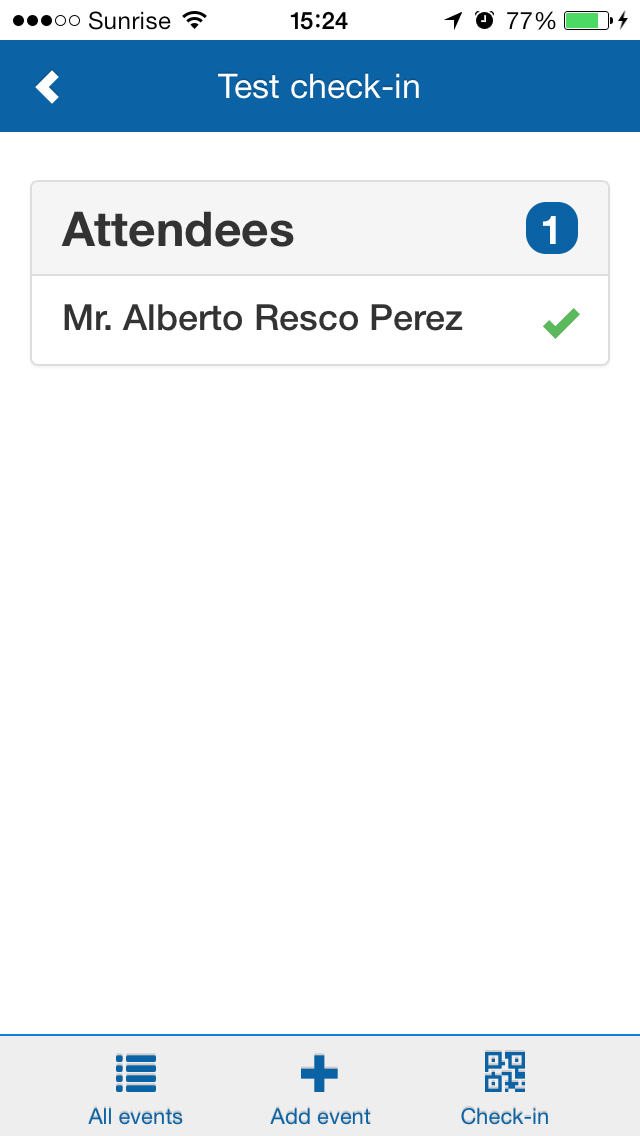 Sunrise 15:24 77%
Test check-in
Attendees 1
Mr. Alberto Resco Perez
All events Add event Check-in